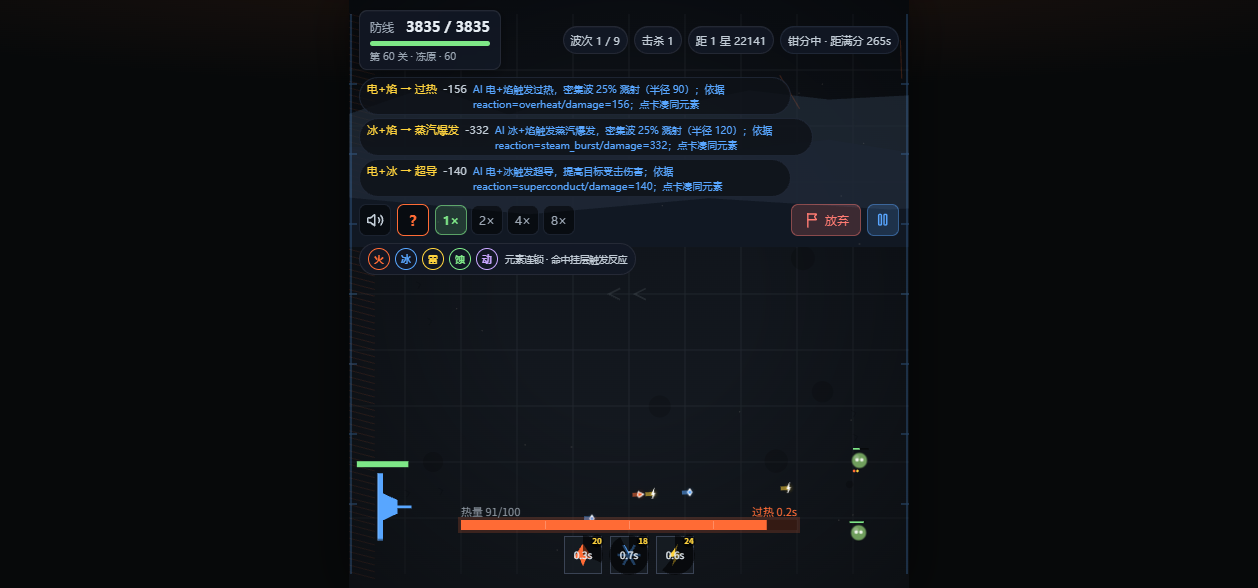 防线 3835 / 3835
第 60 关 · 冻原 · 60
波次 1 / 9
击杀 1
距 1 星 22141
钳分中 · 距满分 265s
电+焰 → 过热 -156 AI 电+焰触发过热，密集波 25% 溅射（半径 90）；依据
reaction=overheat/damage=156；点卡凑同元素
冰+焰 → 蒸汽爆发 -332 AI 冰+焰触发蒸汽爆发，密集波 25% 溅射（半径 120）；依据
reaction=steam_burst/damage=332；点卡凑同元素
电+冰 → 超导 -140 AI 电+冰触发超导，提高目标受击伤害；依据
reaction=superconduct/damage=140；点卡凑同元素
? 1× 2× 4× 8× 放弃
火 冰 雷 蚀 动 元素连锁 · 命中挂层触发反应
热量 91/100 过热 0.2s
20 18 24
0.3s 0.7s 0.6s